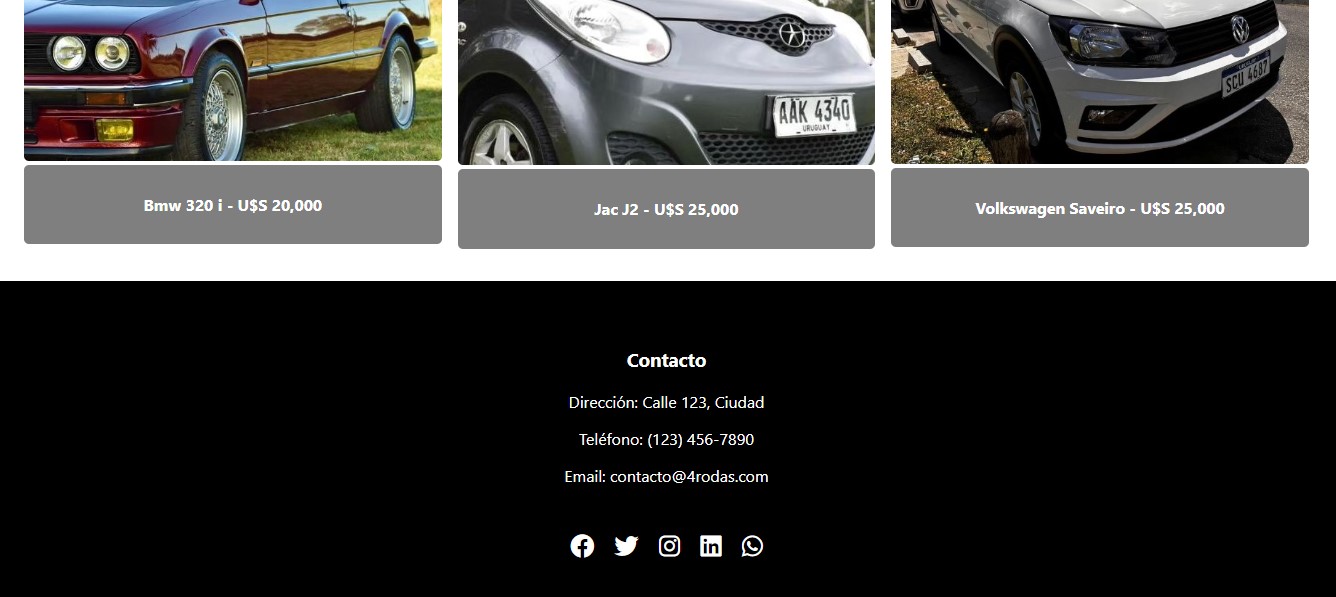 AAK 4340
URUGUAY
SCU 4687
Bmw 320 i - U$S 20,000
Jac J2 - U$S 25,000
Volkswagen Saveiro - U$S 25,000
Contacto
Dirección: Calle 123, Ciudad
Teléfono: (123) 456-7890
Email: contacto@4rodas.com